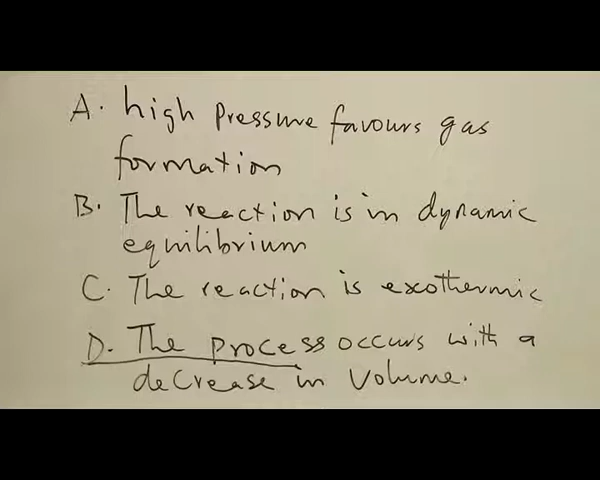 A. high pressure favours gas
formation
B. The reaction is in dynamic
equilibrium
C. The reaction is exothermic
D. The process occurs with a
decrease in volume.